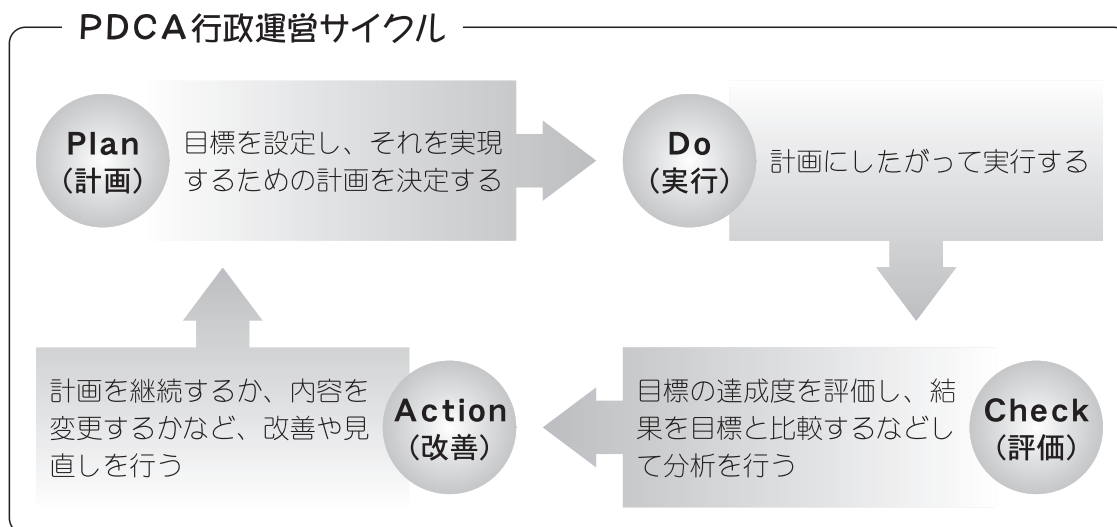 PDCA行政運営サイクル
Plan
(計画)
目標を設定し、それを実現
するための計画を決定する
Do
(実行)
計画にしたがって実行する
Check
(評価)
目標の達成度を評価し、結
果を目標と比較するなどし
て分析を行う
Action
(改善)
計画を継続するか、内容を
変更するかなど、改善や見
直しを行う